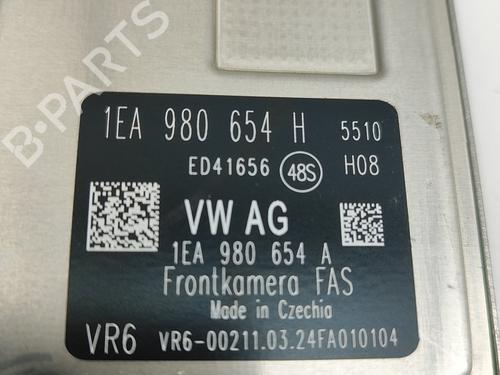 B-PARTS
1EA 980 654 H 5510
ED41656 48S H08
VW AG
1EA 980 654 A
Frontkamera FAS
Made in Czechia
VR6 VR6-00211.03.24FA010104